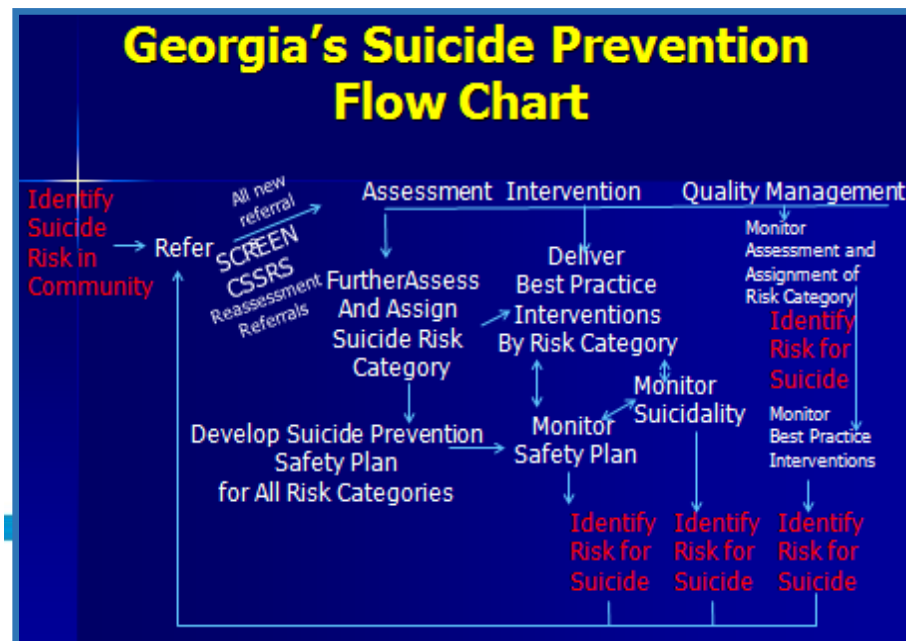 Georgia's Suicide Prevention
Flow Chart
Identify
Suicide
Risk in
Community
Refer
All new
referral
s
SCREEN
CSSRS
Reassessment
Referrals
Assessment
FurtherAssess
And Assign
Suicide Risk
Category
Develop Suicide Prevention
Safety Plan
for All Risk Categories
Intervention
Deliver
Best Practice
Interventions
By Risk Category
Monitor
Suicidality
Monitor
Safety Plan
Quality Management
Monitor
Assessment and
Assignment of
Risk Category
Identify
Risk for
Suicide
Monitor
Best Practice
Interventions
Identify
Risk for
Suicide
Identify
Risk for
Suicide
Identify
Risk for
Suicide